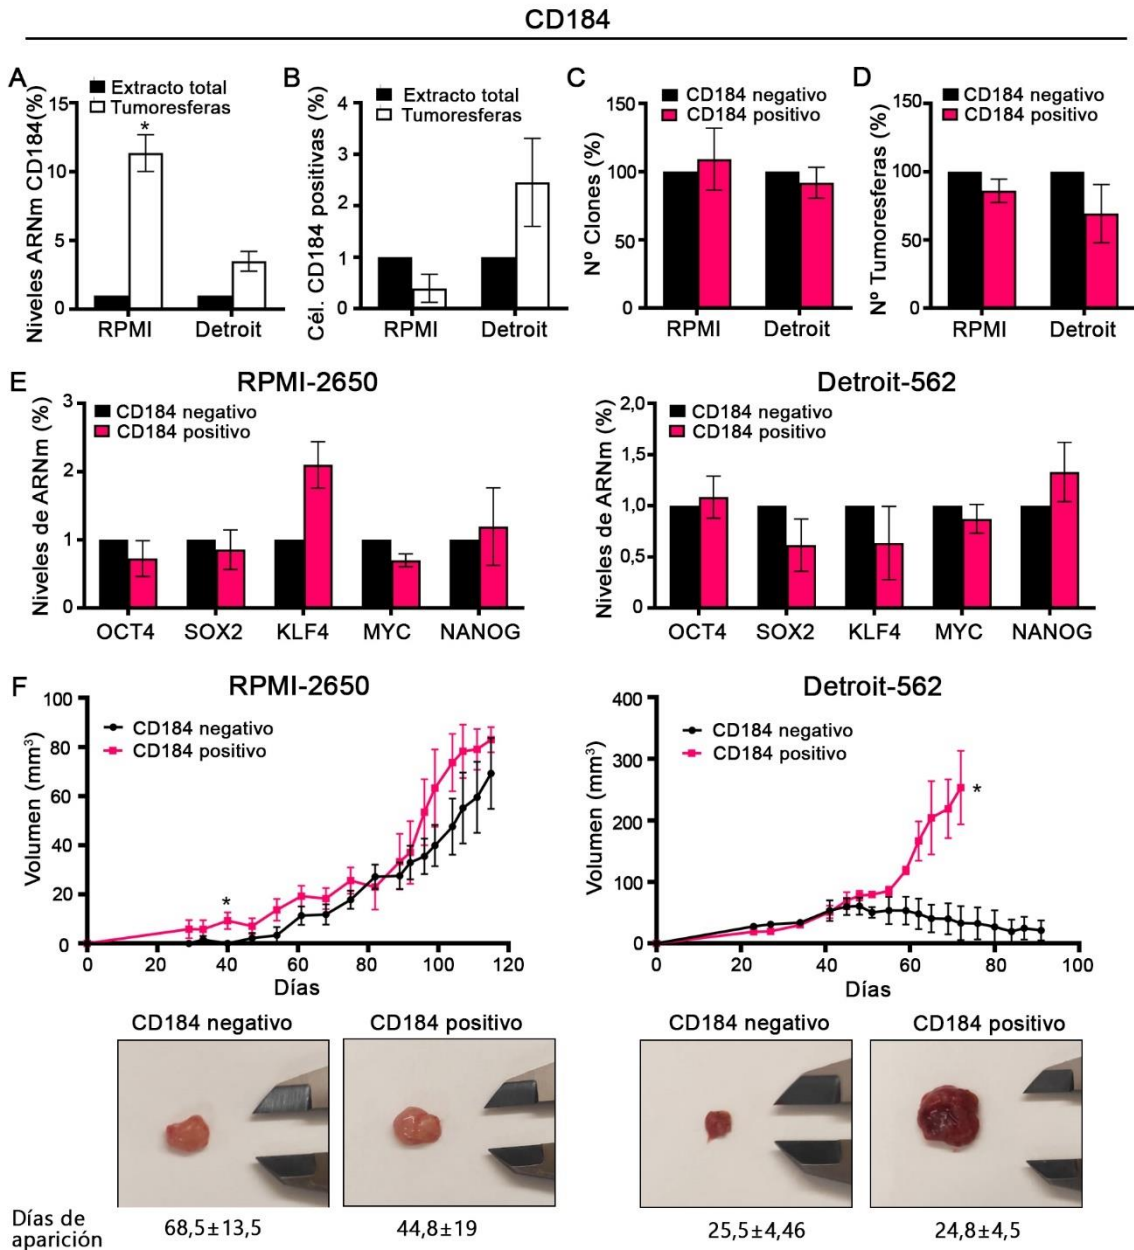 CD184
A
Extracto total
Tumoresferas
Niveles ARNm CD184(%)
15
10
5
0
*
RPMI
Detroit
B
Extracto total
Tumoresferas
Cél. CD184 positivas (%)
4
3
2
1
0
RPMI
Detroit
C
CD184 negativo
CD184 positivo
Nº Clones (%)
150
100
50
0
RPMI
Detroit
D
CD184 negativo
CD184 positivo
Nº Tumoresferas (%)
150
100
50
0
RPMI
Detroit
E
RPMI-2650
CD184 negativo
CD184 positivo
Niveles de ARNm (%)
3
2
1
0
OCT4 SOX2 KLF4 MYC NANOG
Detroit-562
CD184 negativo
CD184 positivo
Niveles de ARNm (%)
2,0
1,5
1,0
0,5
0
OCT4 SOX2 KLF4 MYC NANOG
F
RPMI-2650
CD184 negativo
CD184 positivo
Volumen (mm³)
100
80
60
40
20
0
*
0 20 40 60 80 100 120
Días
Detroit-562
CD184 negativo
CD184 positivo
Volumen (mm³)
400
300
200
100
0
*
0 20 40 60 80 100
Días
CD184 negativo
CD184 positivo
CD184 negativo
CD184 positivo
Días de
aparición
68,5±13,5
44,8±19
25,5±4,46
24,8±4,5